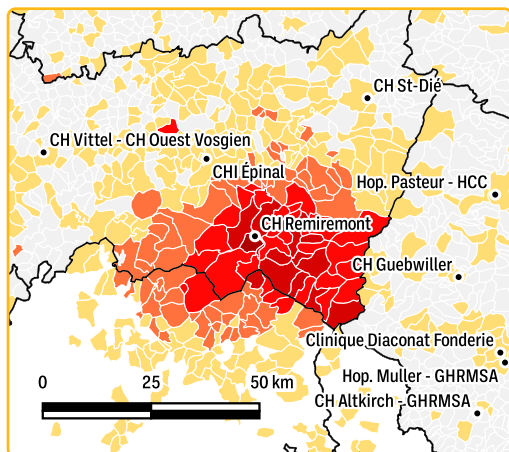 CH St-Dié
CH Vittel - CH Ouest Vosgien
CHI Épinal
Hop. Pasteur - HCC
CH Remiremont
CH Guebwiller
Clinique Diaconat Fonderie
Hop. Muller - GHRMSA
CH Altkirch - GHRMSA
0 25 50 km